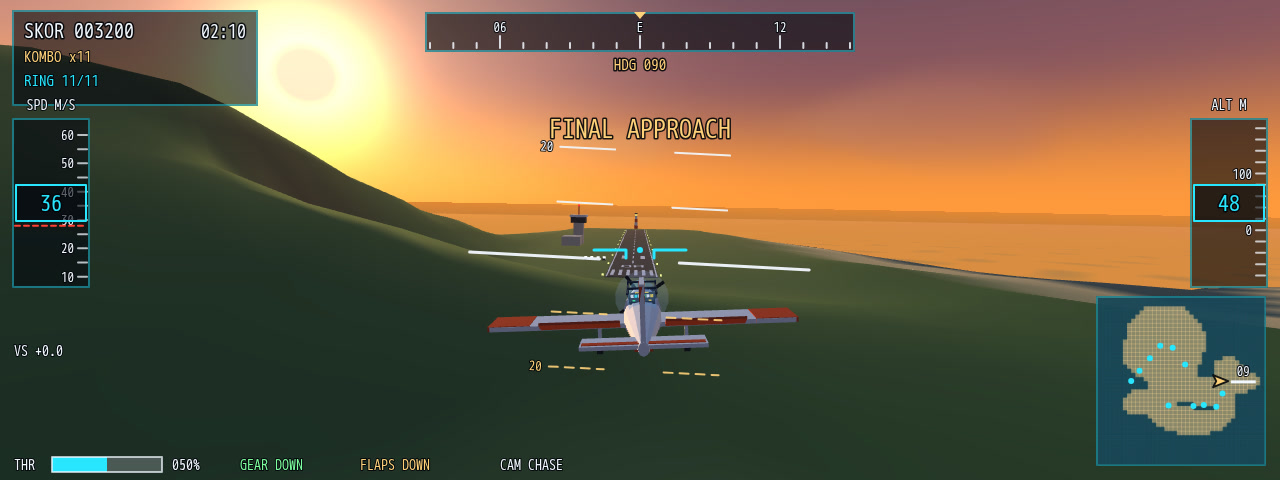 SKOR 003200 02:10
KOMBO x11
RING 11/11
SPD M/S
60
50
40
36
30
20
10
06 E 12
HDG 090
FINAL APPROACH
20
20
ALT M
100
48
0
09
VS +0.0
THR 050% GEAR DOWN FLAPS DOWN CAM CHASE